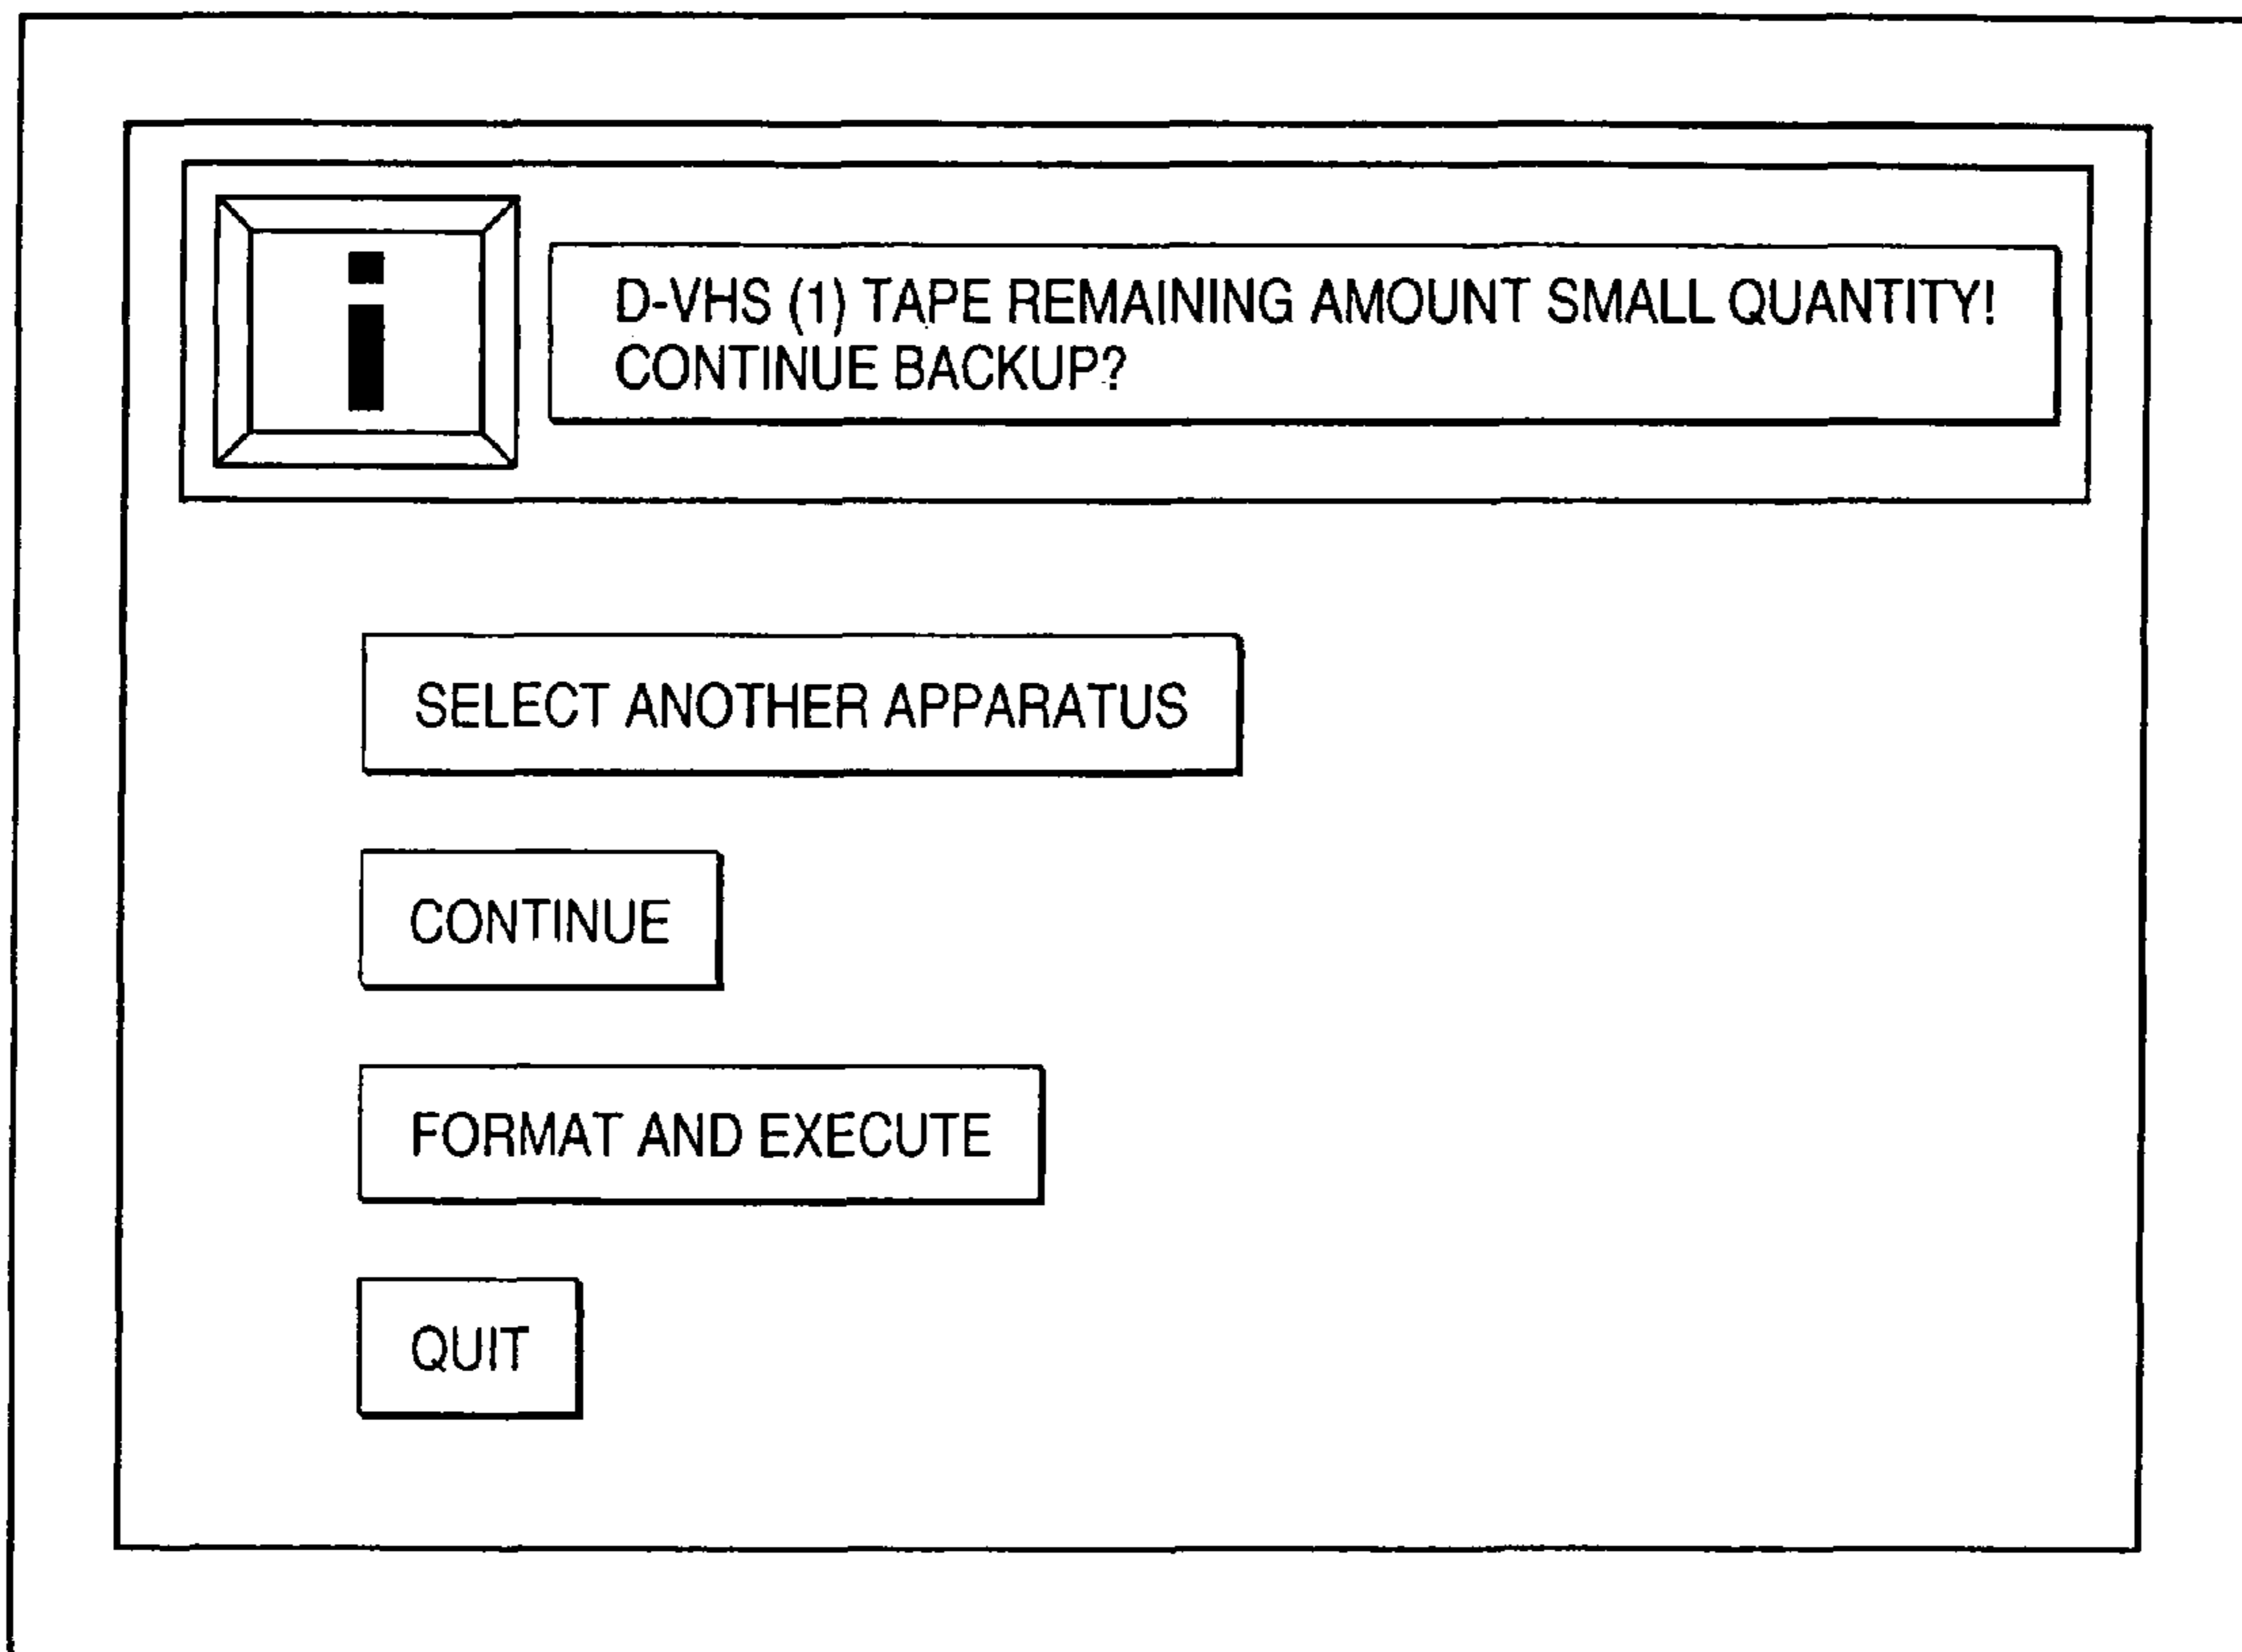 i
D-VHS (1) TAPE REMAINING AMOUNT SMALL QUANTITY!
CONTINUE BACKUP?
SELECT ANOTHER APPARATUS
CONTINUE
FORMAT AND EXECUTE
QUIT